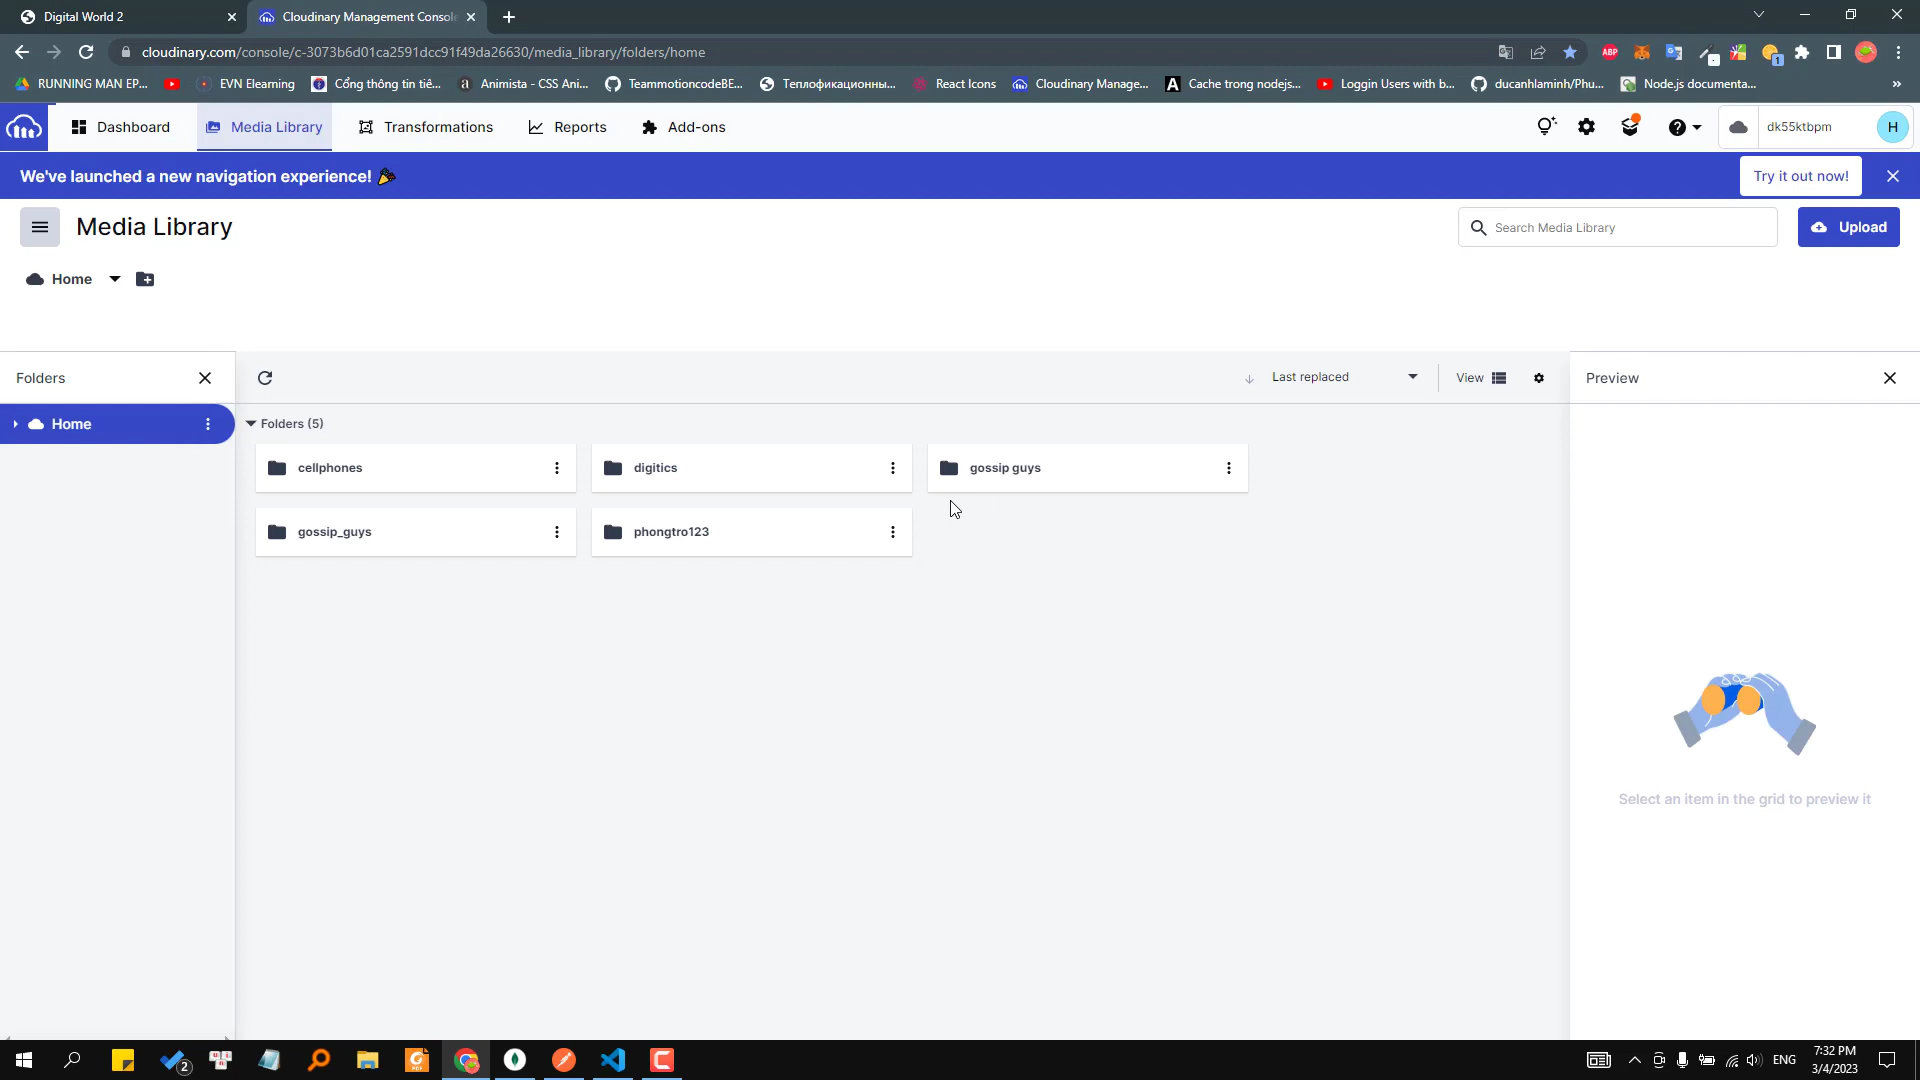 Digital World 2
Cloudinary Management Console
cloudinary.com/console/c-3073b6d01ca2591dcc91f49da26630/media_library/folders/home
ABP
1
RUNNING MAN EP...
EVN Elearning
Cổng thông tin tiê...
Animista - CSS Ani...
TeammotioncodeBE...
Теплофикационны...
React Icons
Cloudinary Manage...
Cache trong nodejs...
Loggin Users with b...
ducanhlaminh/Phu...
Node.js documenta...
»
Dashboard
Media Library
Transformations
Reports
Add-ons
dk55ktbpm
H
We've launched a new navigation experience!
Try it out now!
Media Library
Search Media Library
Upload
Home
Folders
Last replaced
View
Preview
Home
Folders (5)
cellphones
digitics
gossip guys
gossip_guys
phongtro123
Select an item in the grid to preview it
2
ENG
7:32 PM
3/4/2023